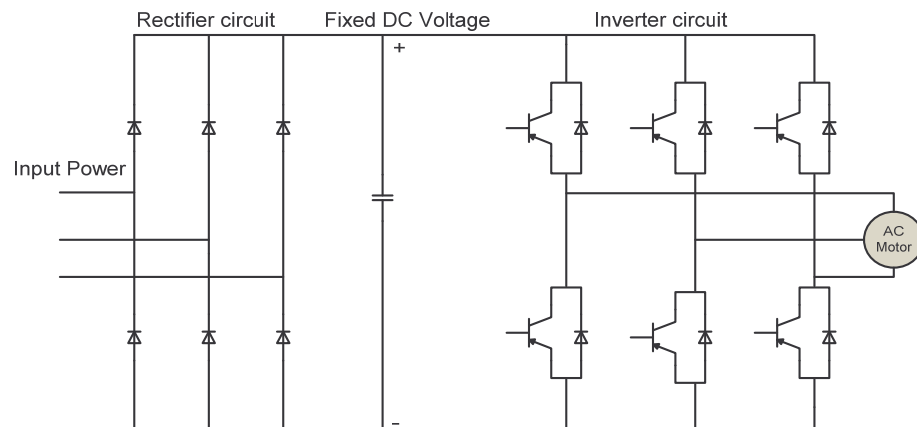 Rectifier circuit
Fixed DC Voltage
Inverter circuit
+
Input Power
AC
Motor
-